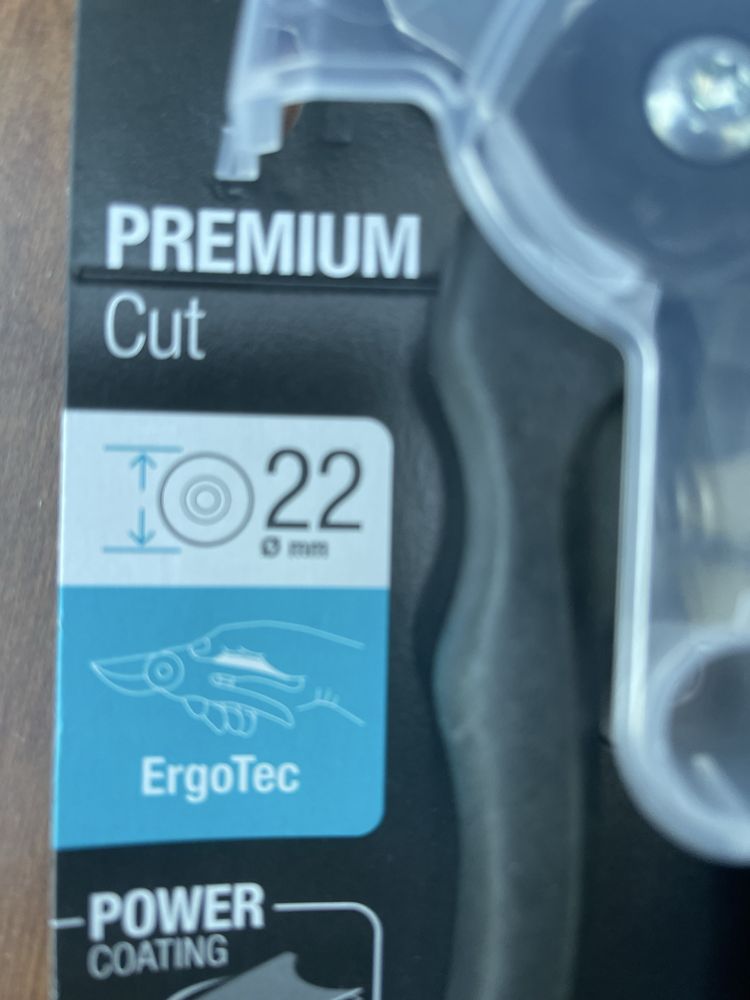 PREMIUM
Cut
22
Ø mm
ErgoTec
POWER
COATING